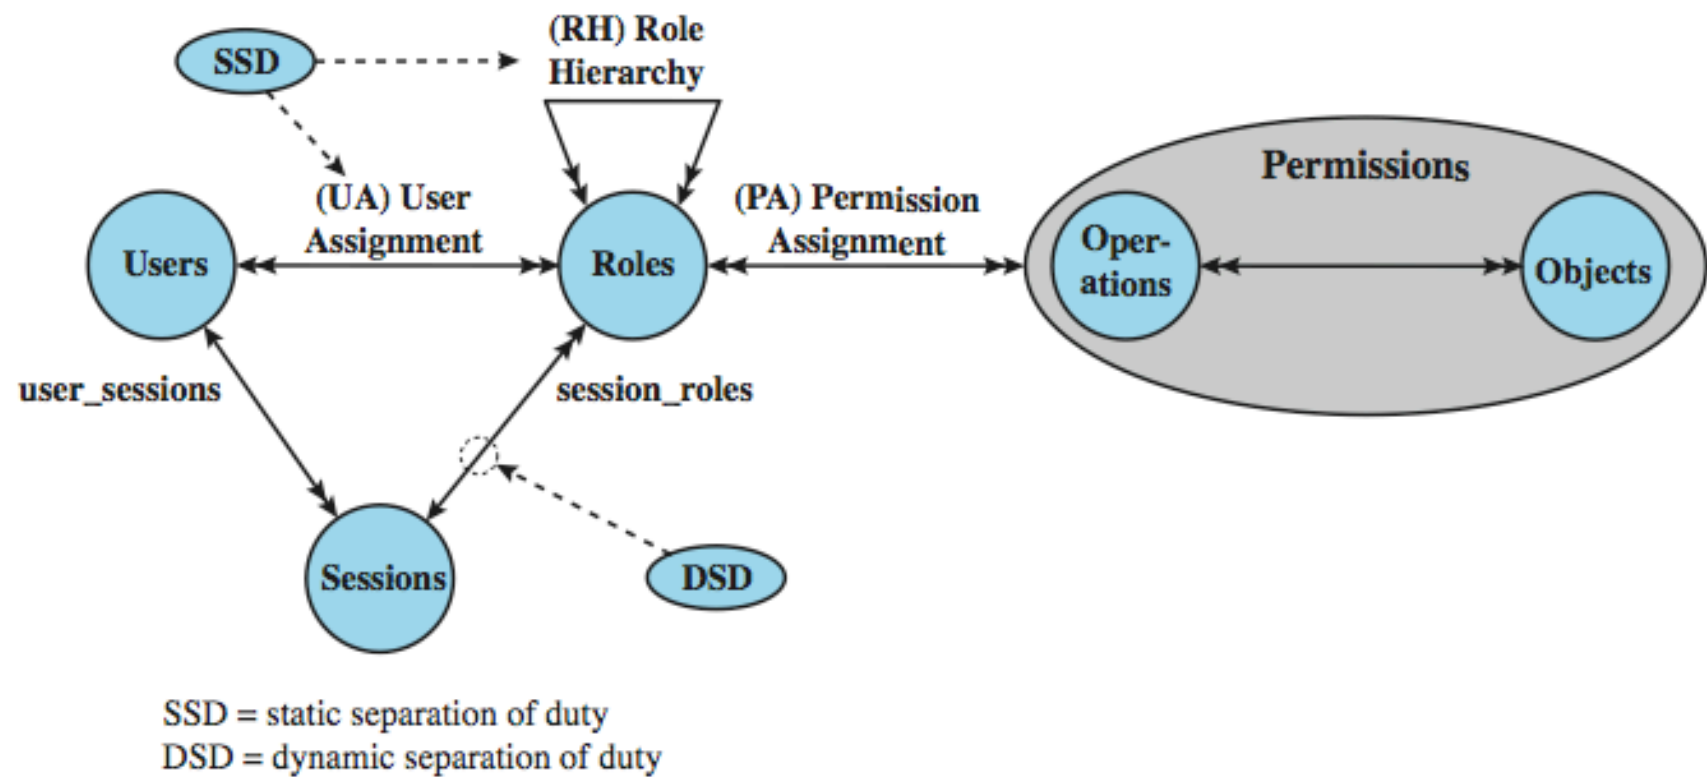 SSD
(RH) Role
Hierarchy
(UA) User
Assignment
(PA) Permission
Assignment
Permissions
Users
Roles
Oper-
ations
Objects
user_sessions
session_roles
Sessions
DSD
SSD = static separation of duty
DSD = dynamic separation of duty